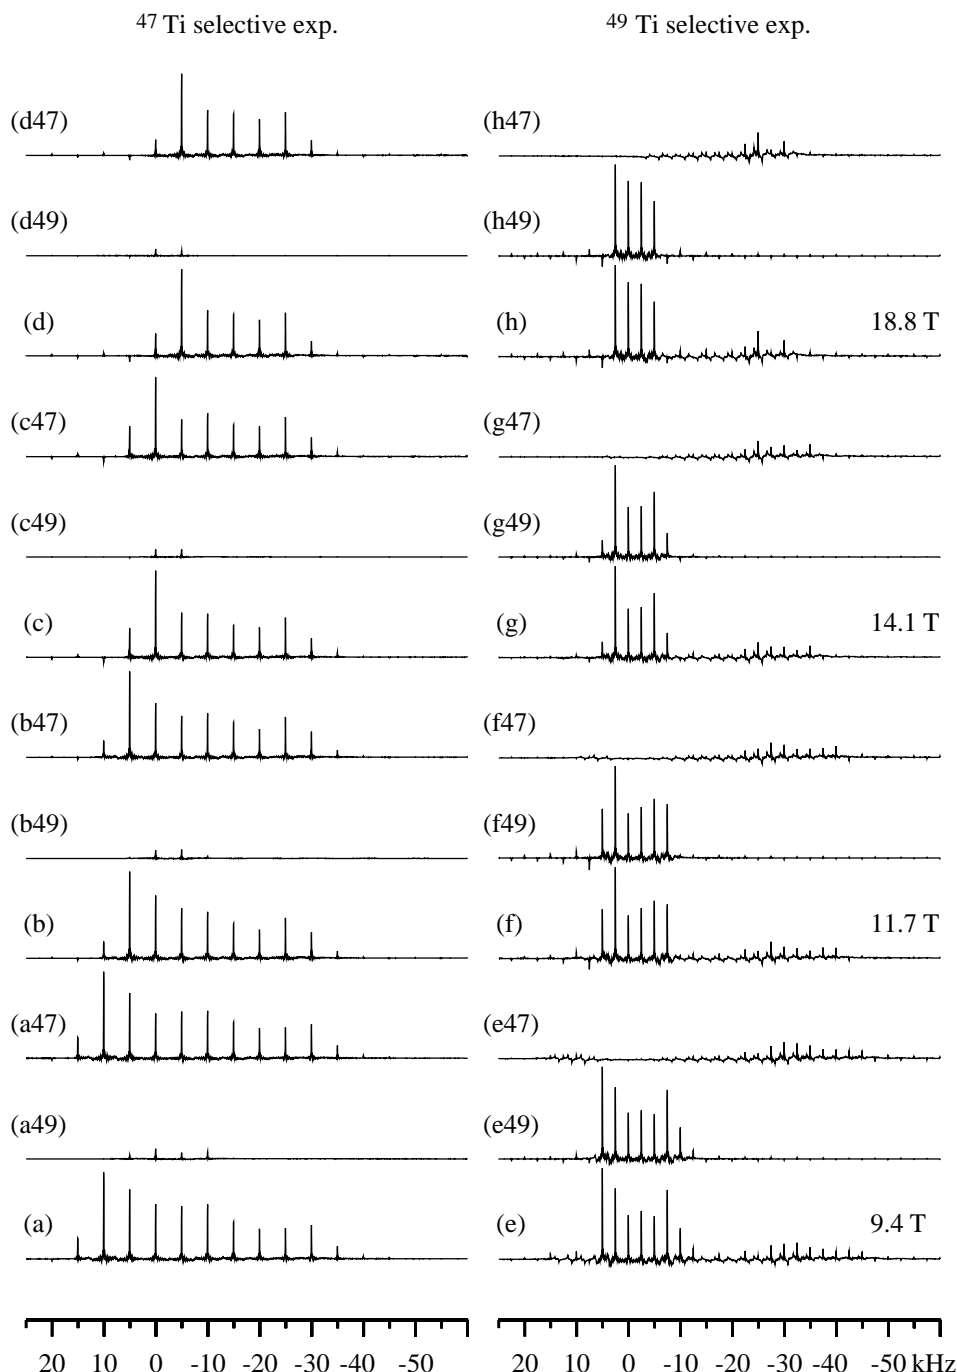 47 Ti selective exp. 49 Ti selective exp.
(d47) (h47)
(d49) (h49)
(d) (h) 18.8 T
(c47) (g47)
(c49) (g49)
(c) (g) 14.1 T
(b47) (f47)
(b49) (f49)
(b) (f) 11.7 T
(a47) (e47)
(a49) (e49)
(a) (e) 9.4 T
20 10 0 -10 -20 -30 -40 -50 20 10 0 -10 -20 -30 -40 -50 kHz